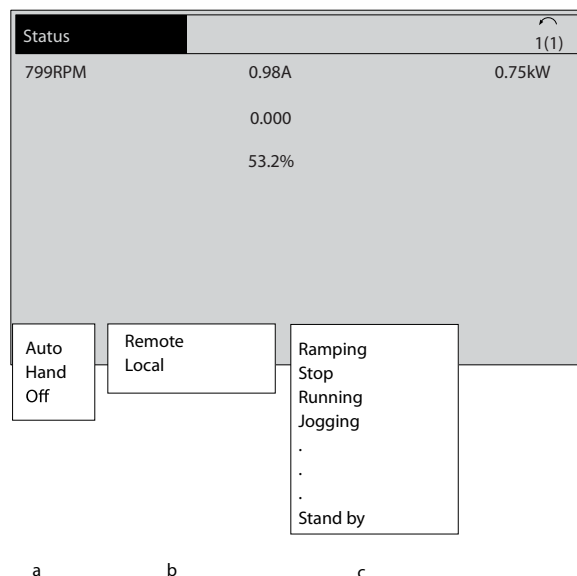 Status
1(1)
799RPM 0.98A 0.75kW
0.000
53.2%
Auto
Hand
Off
Remote
Local
Ramping
Stop
Running
Jogging
.
.
.
Stand by
a b c